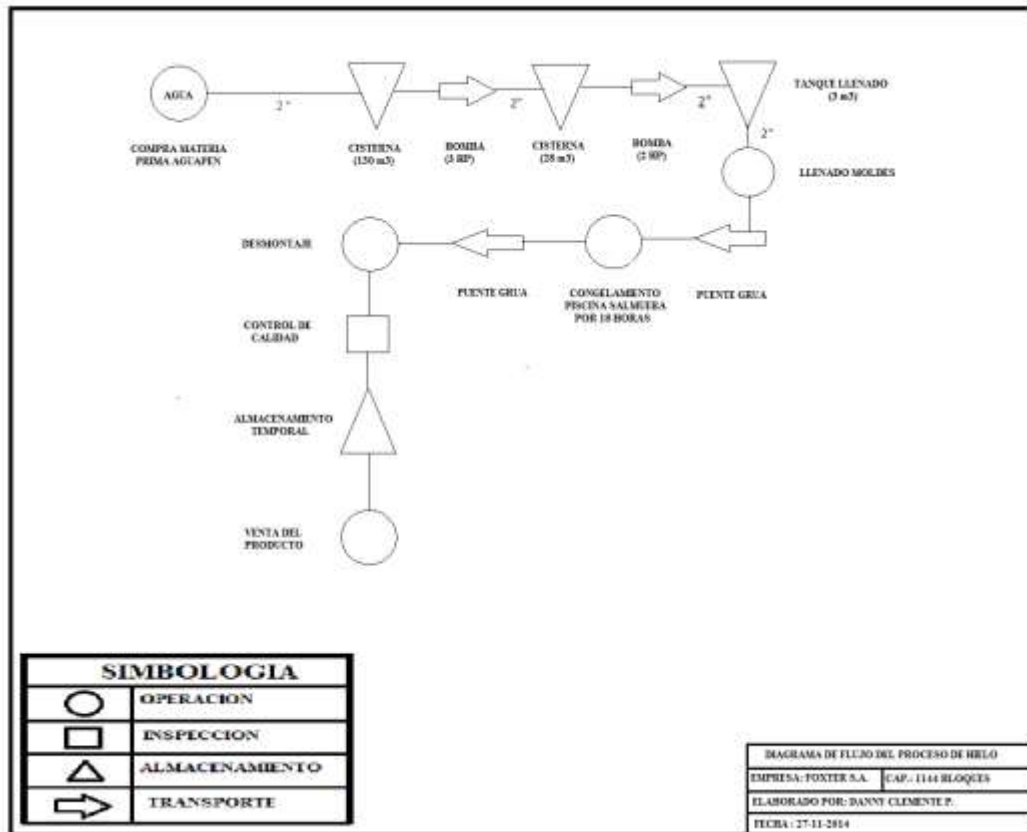 AGUA
2"
2"
2"
TANQUE LLENADO
(3 m3)
COMPRA MATERIA
PRIMA AGUAPEN
CISTERNA
(130 m3)
BOMBA
(3 HP)
CISTERNA
(28 m3)
BOMBA
(2 HP)
2"
LLENADO MOLDES
DESMONTAJE
PUENTE GRUA
CONGELAMIENTO
PISCINA SALMUERA
POR 18 HORAS
PUENTE GRUA
CONTROL DE
CALIDAD
ALMACENAMIENTO
TEMPORAL
VENTA DEL
PRODUCTO
SIMBOLOGIA
OPERACION
INSPECCION
ALMACENAMIENTO
TRANSPORTE
DIAGRAMA DE FLUJO DEL PROCESO DE HIELO
EMPRESA: FOXTER S.A. CAP.: 1144 BLOQUES
ELABORADO POR: DANNY CLEMENTE P.
FECHA : 27-11-2014